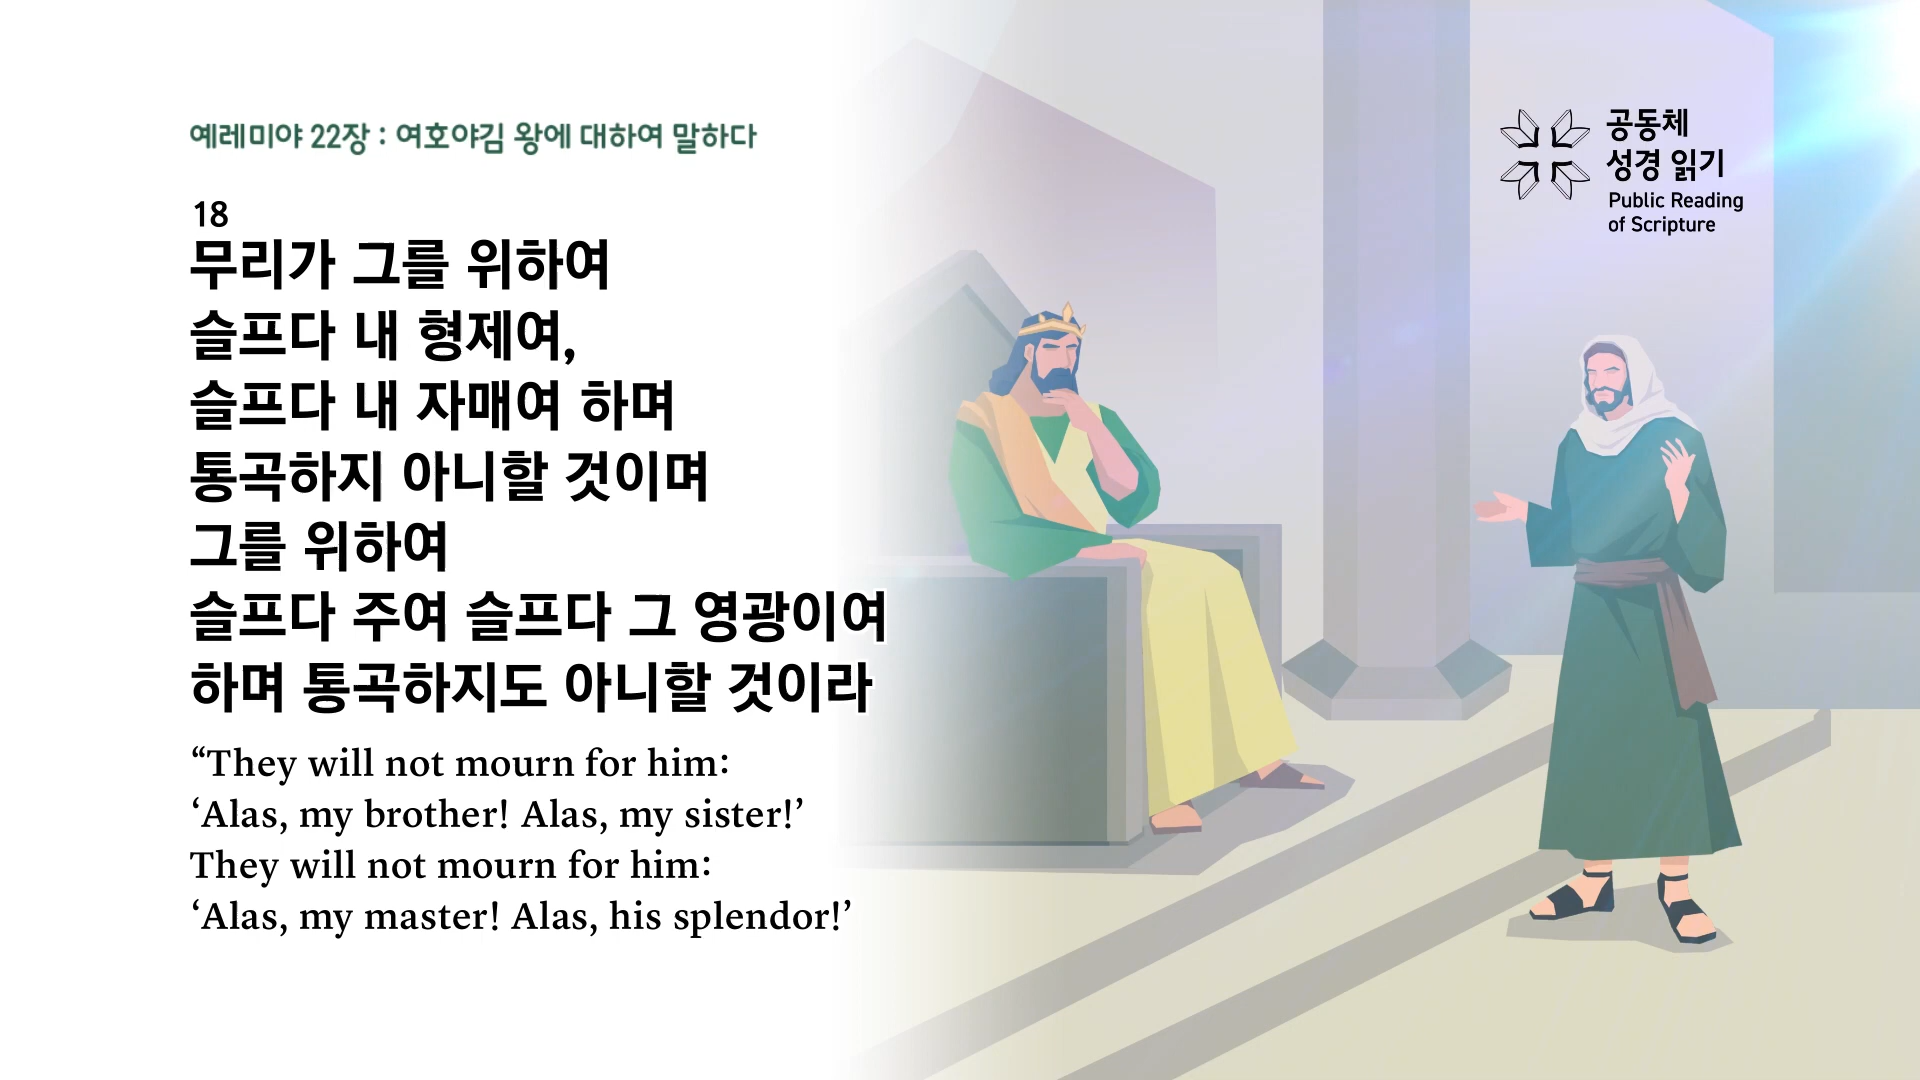 예레미야 22장 : 여호야김 왕에 대하여 말하다
18
무리가 그를 위하여
슬프다 내 형제여,
슬프다 내 자매여 하며
통곡하지 아니할 것이며
그를 위하여
슬프다 주여 슬프다 그 영광이여
하며 통곡하지도 아니할 것이라
“They will not mourn for him:
‘Alas, my brother! Alas, my sister!’
They will not mourn for him:
‘Alas, my master! Alas, his splendor!’
공동체
성경 읽기
Public Reading
of Scripture